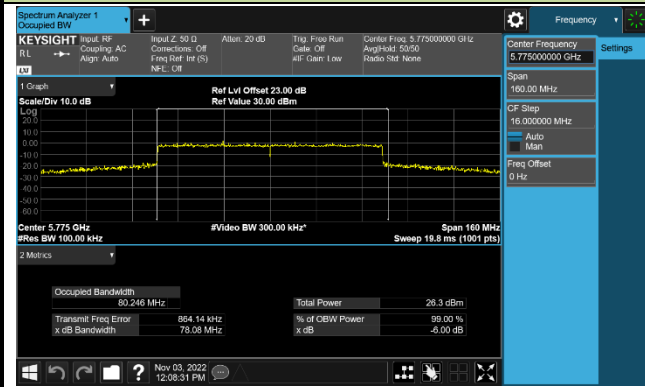 Spectrum Analyzer 1
Occupied BW
+
Frequency
KEYSIGHT
RL
LXI
Input: RF
Coupling: AC
Align: Auto
Input Z: 50 Ω
Corrections: Off
Freq Ref: Int (S)
NFE: Off
Atten: 20 dB
Trig: Free Run
Gate: Off
#IF Gain: Low
Center Freq: 5.775000000 GHz
Avg|Hold: 50/50
Radio Std: None
Center Frequency
5.775000000 GHz
Settings
Span
160.00 MHz
CF Step
16.000000 MHz
Auto
Man
Freq Offset
0 Hz
1 Graph
Scale/Div 10.0 dB
Ref Lvl Offset 23.00 dB
Ref Value 30.00 dBm
Log
20.0
10.0
0.00
-10.0
-20.0
-30.0
-40.0
-50.0
-60.0
Center 5.775 GHz
#Video BW 300.00 kHz*
Span 160 MHz
#Res BW 100.00 kHz
Sweep 19.8 ms (1001 pts)
2 Metrics
Occupied Bandwidth
80.246 MHz
Total Power
26.3 dBm
Transmit Freq Error
864.14 kHz
% of OBW Power
99.00 %
x dB Bandwidth
78.08 MHz
x dB
-6.00 dB
?
Nov 03, 2022
12:08:31 PM